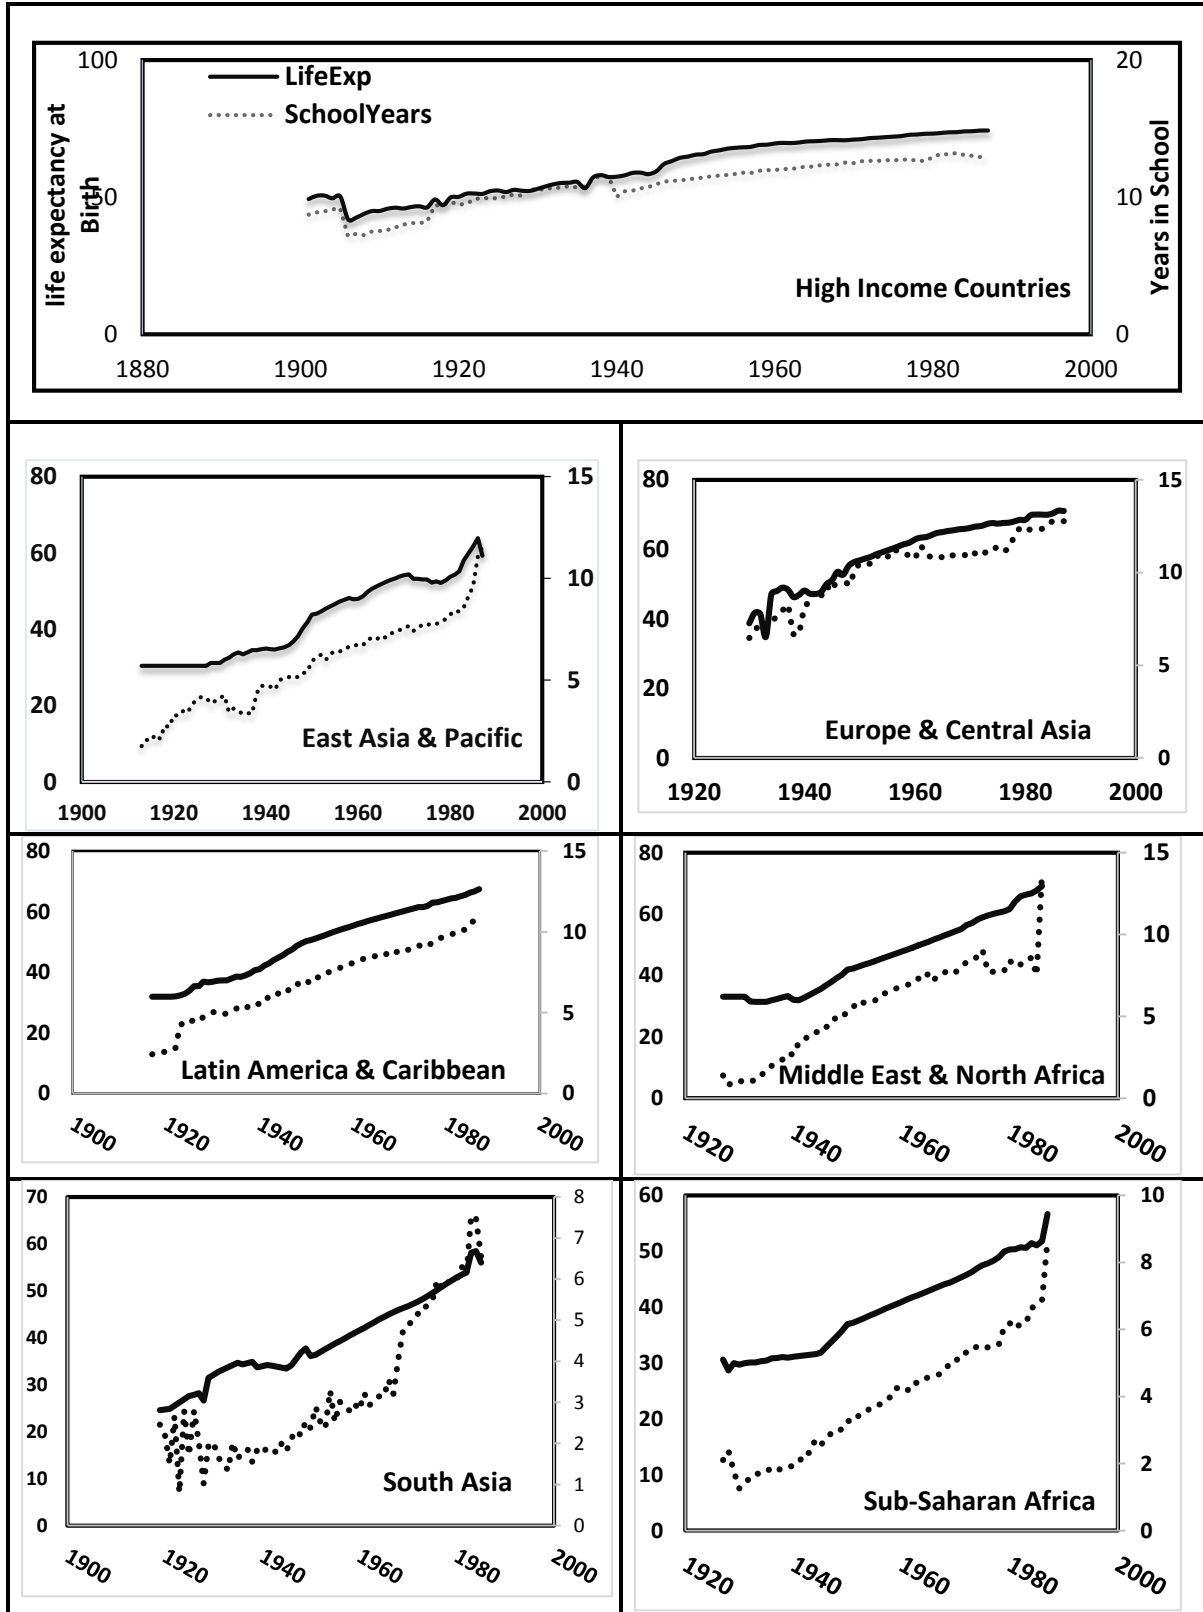 100
20
LifeExp
SchoolYears
life expectancy at
Birth
50
10
Years in School
High Income Countries
0
0
1880 1900 1920 1940 1960 1980 2000
80 15
60
10
40
5
20
East Asia & Pacific
0 0
1900 1920 1940 1960 1980 2000
80 15
60
10
40
5
20
Europe & Central Asia
0 0
1920 1940 1960 1980 2000
80 15
60
10
40
5
20
Latin America & Caribbean
0 0
1900 1920 1940 1960 1980 2000
80 15
60
10
40
5
20
Middle East & North Africa
0 0
1920 1940 1960 1980 2000
70 8
60 7
50 6
40 5
30 4
20 3
10 2
0 1
0
South Asia
1900 1920 1940 1960 1980 2000
60 10
50 8
40 6
30
20 4
10 2
Sub-Saharan Africa
0 0
1920 1940 1960 1980 2000